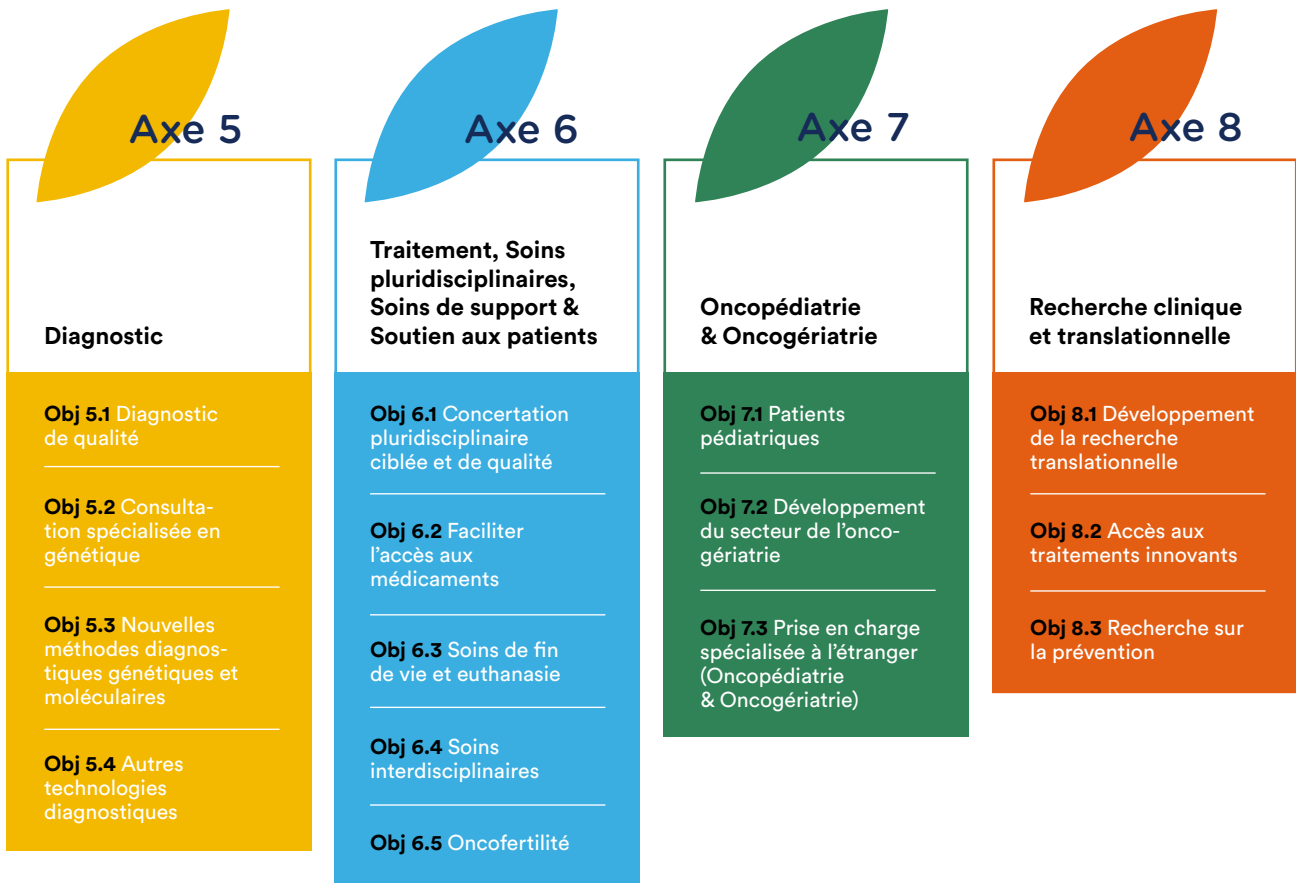 Axe 5
Diagnostic
Obj 5.1 Diagnostic
de qualité
Obj 5.2 Consulta-
tion spécialisée en
génétique
Obj 5.3 Nouvelles
méthodes diagnos-
tiques génétiques et
moléculaires
Obj 5.4 Autres
technologies
diagnostiques
Axe 6
Traitement, Soins
pluridisciplinaires,
Soins de support &
Soutien aux patients
Obj 6.1 Concertation
pluridisciplinaire
ciblée et de qualité
Obj 6.2 Faciliter
l’accès aux
médicaments
Obj 6.3 Soins de fin
de vie et euthanasie
Obj 6.4 Soins
interdisciplinaires
Obj 6.5 Oncofertilité
Axe 7
Oncopédiatrie
& Oncogériatrie
Obj 7.1 Patients
pédiatriques
Obj 7.2 Développement
du secteur de l’onco-
gériatrie
Obj 7.3 Prise en charge
spécialisée à l’étranger
(Oncopédiatrie
& Oncogériatrie)
Axe 8
Recherche clinique
et translationnelle
Obj 8.1 Développement
de la recherche
translationnelle
Obj 8.2 Accès aux
traitements innovants
Obj 8.3 Recherche sur
la prévention